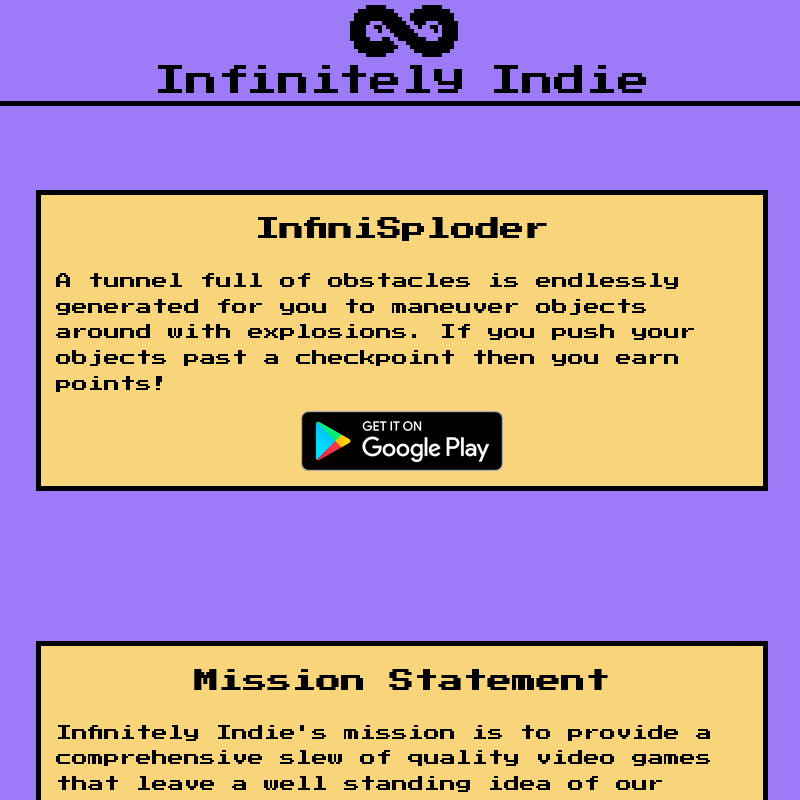 Infinitely Indie
InfiniSploder
A tunnel full of obstacles is endlessly
generated for you to maneuver objects
around with explosions. If you push your
objects past a checkpoint then you earn
points!
GET IT ON
Google Play
Mission Statement
Infinitely Indie's mission is to provide a
comprehensive slew of quality video games
that leave a well standing idea of our